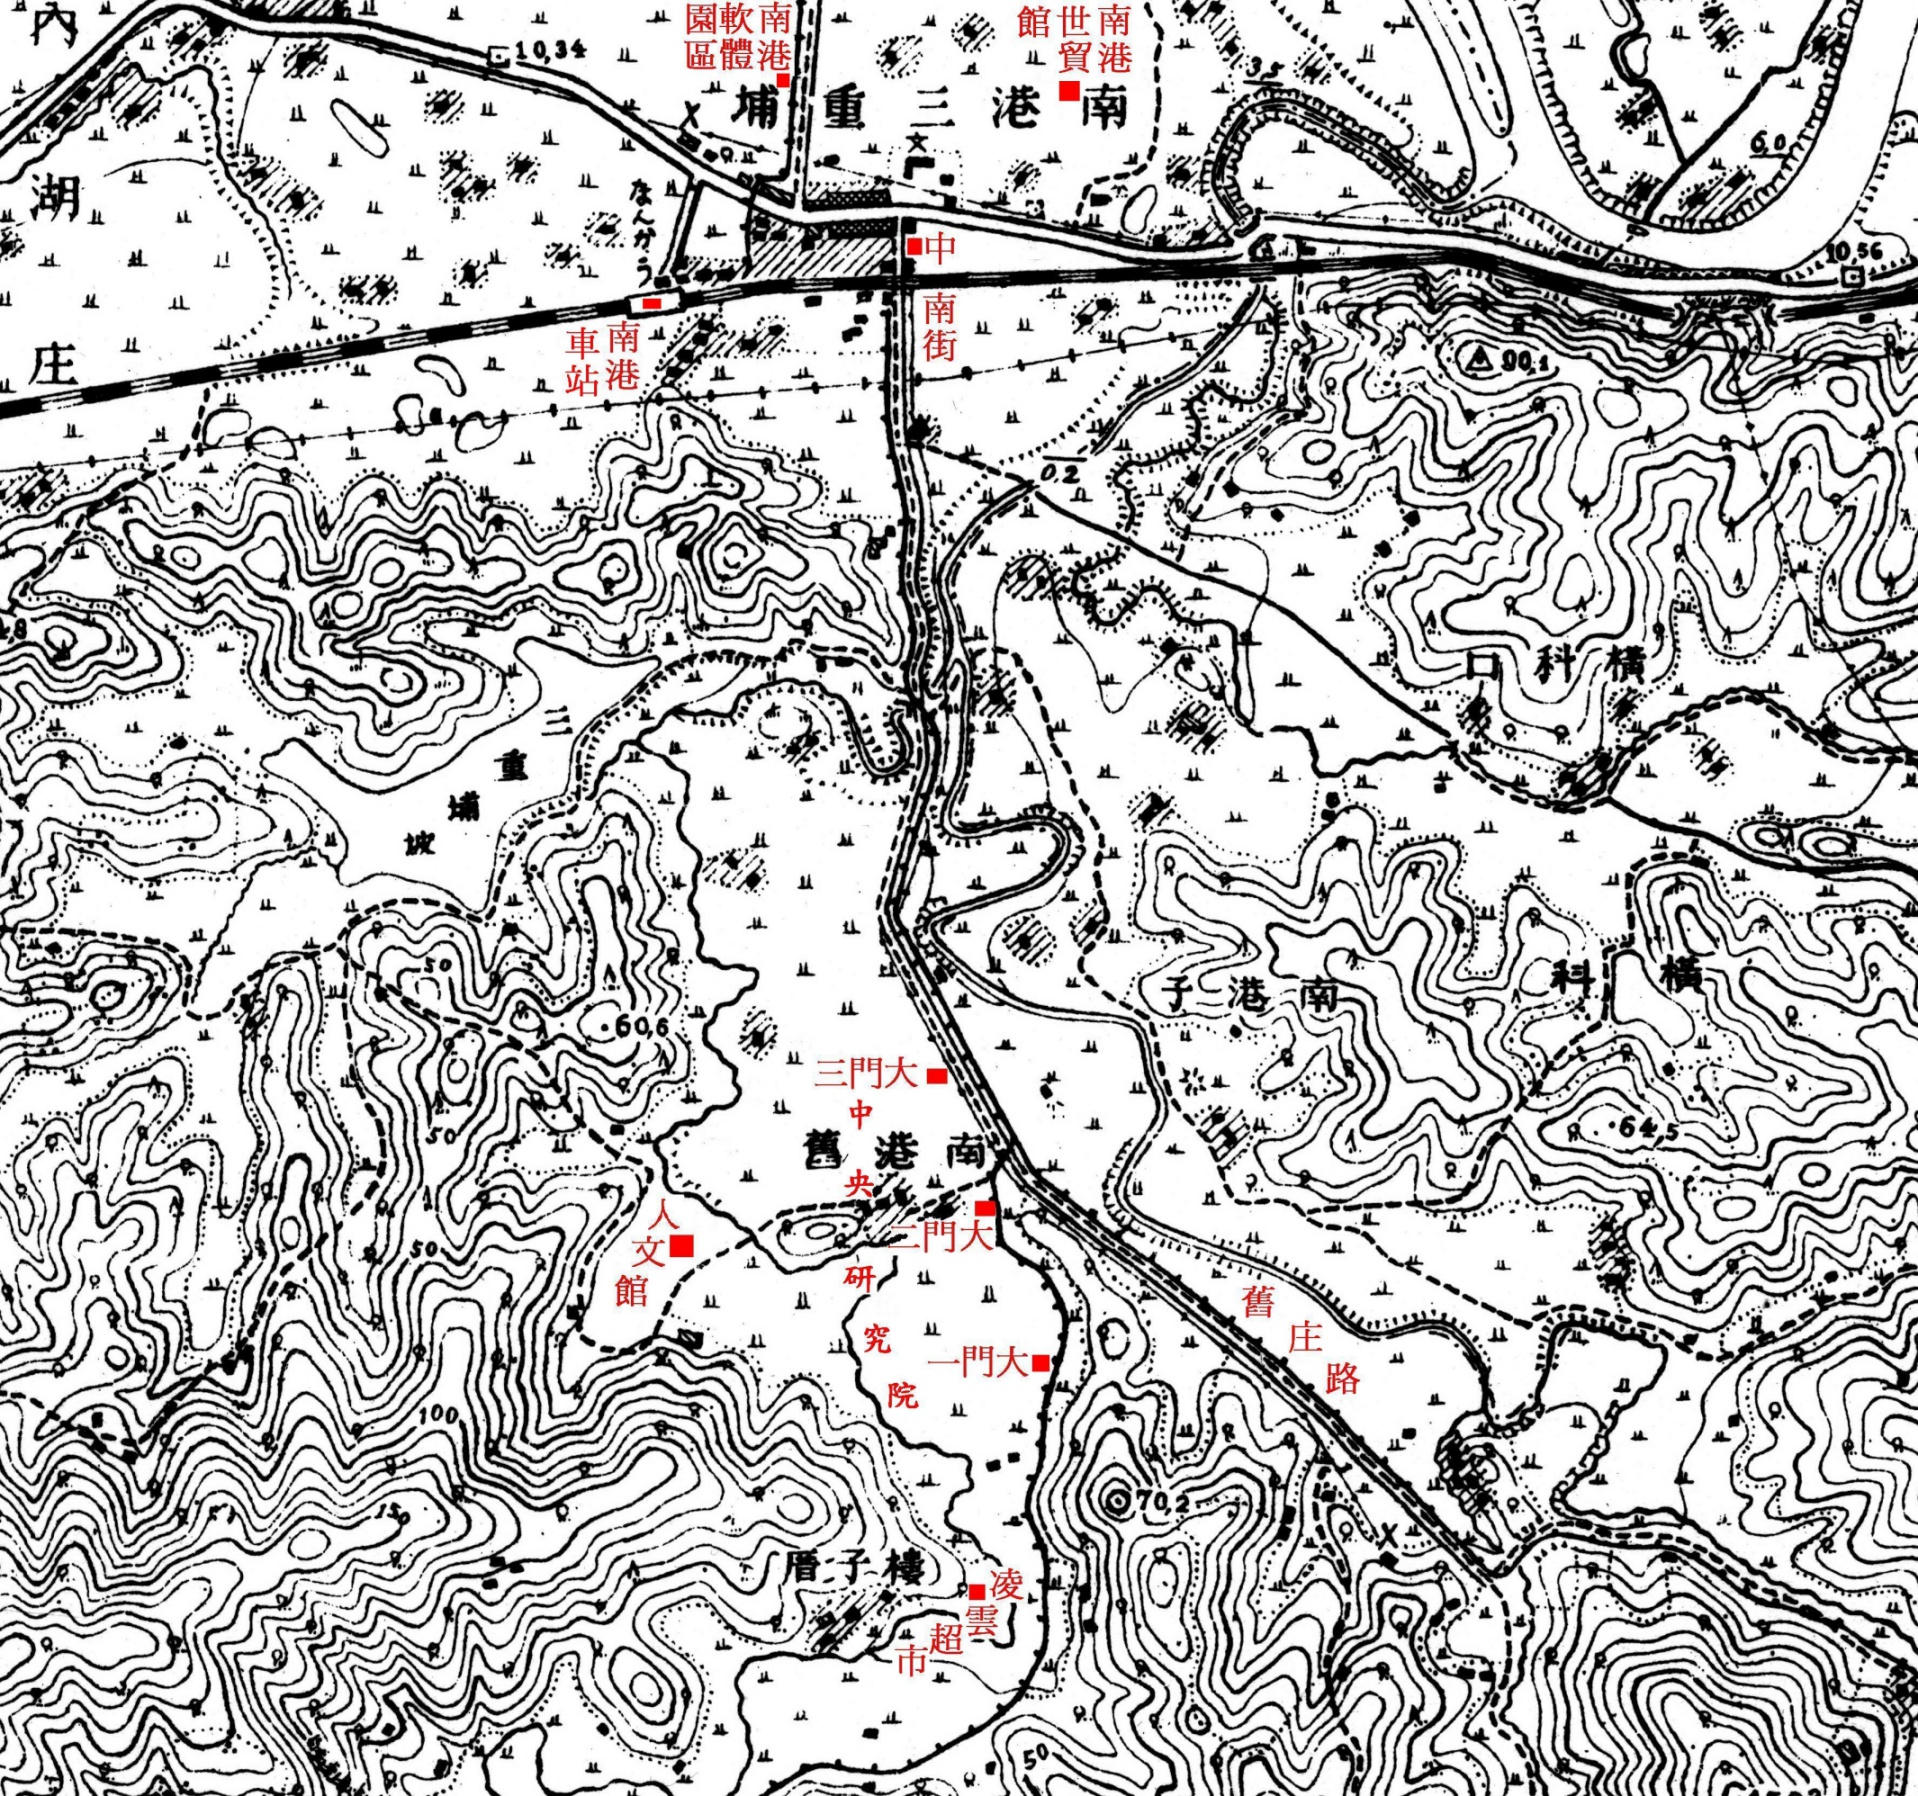 內湖庄
10,34
南港
軟體
園區
南港
世貿
館
3,5
6,0
埔重三港南
なんかう
中南街
10,56
南港
車站
90,1
0.2
48
口科橫
三重埔坡
50
60,6
50
子港南
科橫
三門大
中央研究院
舊港南
64,5
人文館
二門大
50
舊庄路
一門大
100
150
70,2
厝子樓
凌雲超市
50